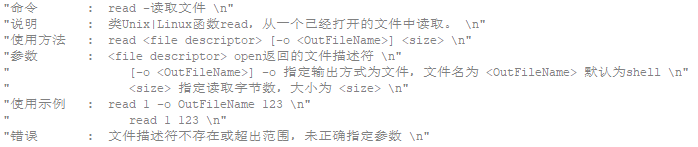 "命令      :  read -读取文件 \n"
"说明      :  类Unix|Linux函数read，从一个已经打开的文件中读取。 \n"
"使用方法  :  read <file descriptor> [-o <OutFileName>] <size> \n"
"参数      :  <file descriptor> open返回的文件描述符 \n"
"             [-o <OutFileName>] -o 指定输出方式为文件，文件名为 <OutFileName> 默认为shell \n"
"             <size> 指定读取字节数，大小为 <size> \n"
"使用示例  :  read 1 -o OutFileName 123 \n"
"             read 1 123 \n"
"错误      :  文件描述符不存在或超出范围，未正确指定参数 \n"